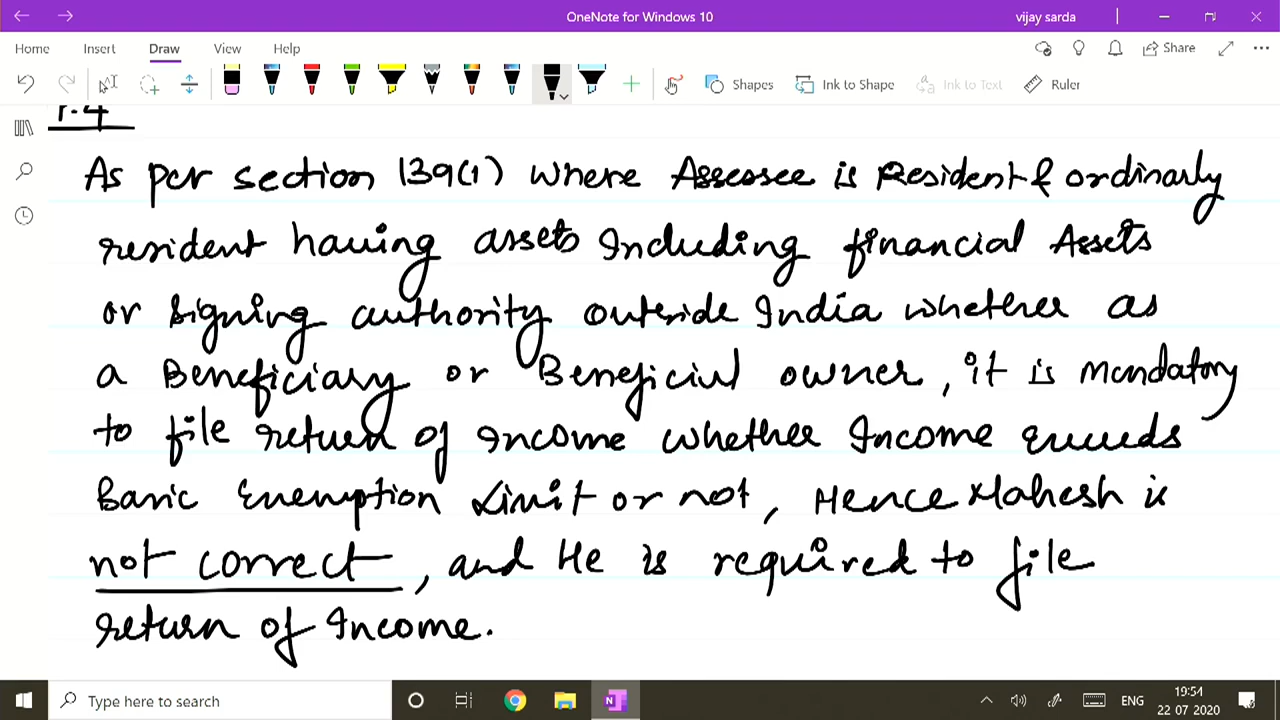 OneNote for Windows 10
vijay sarda
Home Insert Draw View Help
Share
Shapes Ink to Shape Ink to Text Ruler
As per section 139(1) where Assessee is Resident & ordinarly
resident having assets Including financial Assets
or signing authority outside India whether as
a Beneficiary or Beneficial owner, it is mandatory
to file return of income whether Income exceeds
Basic Exemption Limit or not, Hence Mahesh is
not correct, and He is required to file
return of Income.
Type here to search
ENG
19:54
22-07-2020